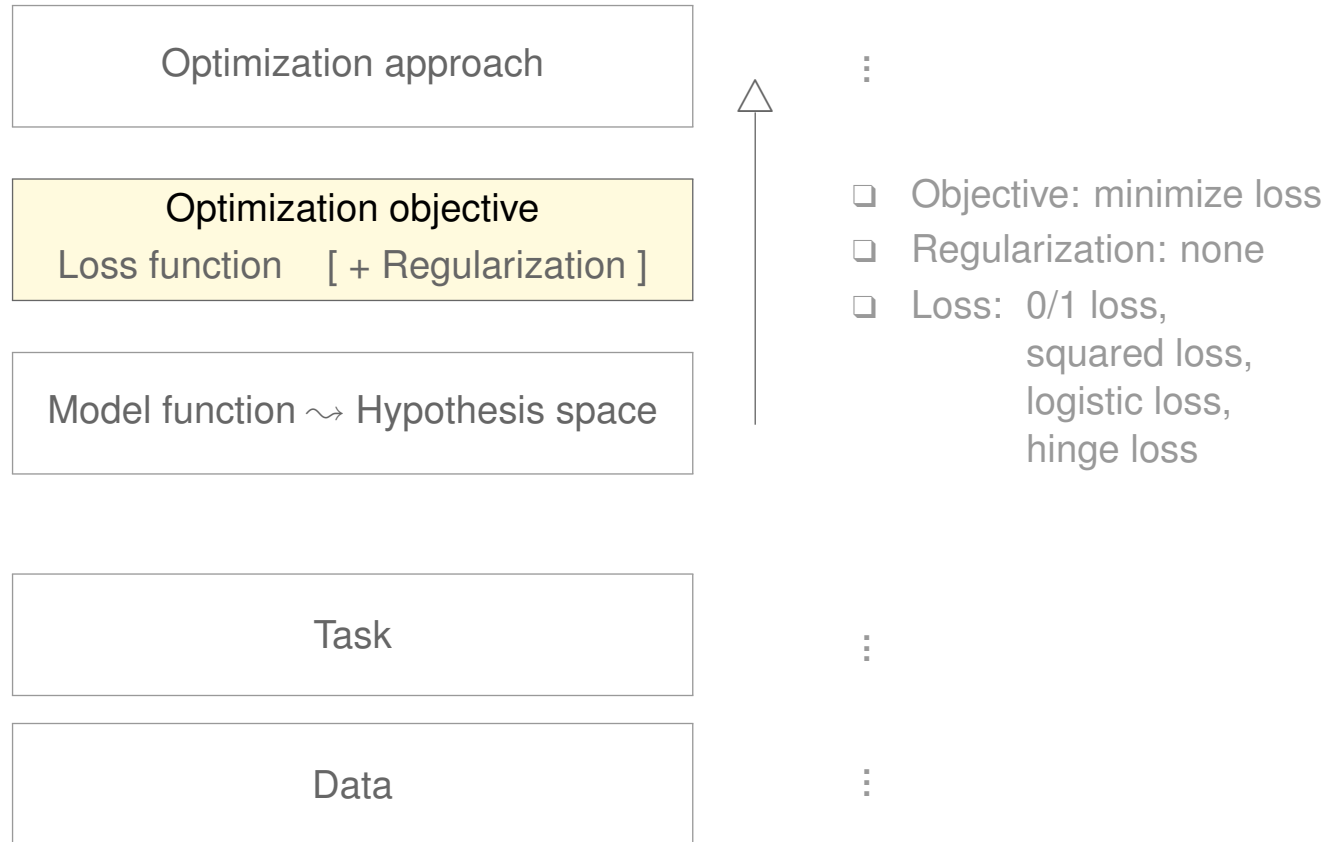 Optimization approach
⋮
Optimization objective
Loss function [ + Regularization ]
❑ Objective: minimize loss
❑ Regularization: none
❑ Loss: 0/1 loss,
squared loss,
logistic loss,
hinge loss
Model function ⇝ Hypothesis space
Task
⋮
Data
⋮